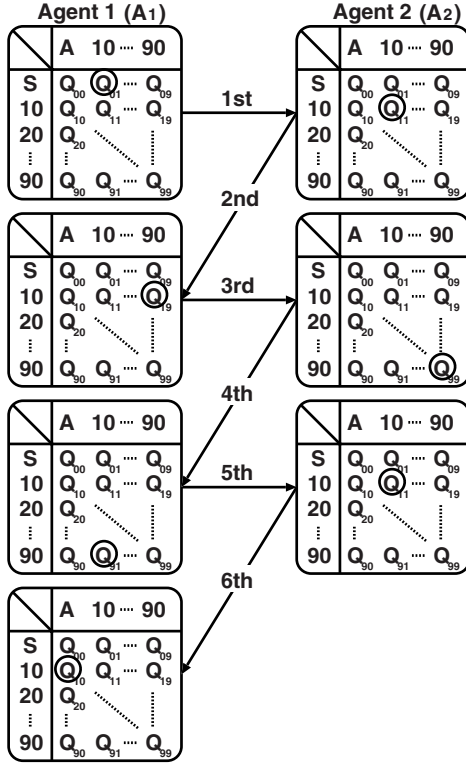 Agent 1 (A1) Agent 2 (A2)
A 10 ···· 90
S Q00 Q01 ···· Q09
10 Q10 Q11 ···· Q19
20 Q20
90 Q90 Q91 ···· Q99
1st
A 10 ···· 90
S Q00 Q01 ···· Q09
10 Q10 Q11 ···· Q19
20 Q20
90 Q90 Q91 ···· Q99
2nd
A 10 ···· 90
S Q00 Q01 ···· Q09
10 Q10 Q11 ···· Q19
20 Q20
90 Q90 Q91 ···· Q99
3rd
A 10 ···· 90
S Q00 Q01 ···· Q09
10 Q10 Q11 ···· Q19
20 Q20
90 Q90 Q91 ···· Q99
4th
A 10 ···· 90
S Q00 Q01 ···· Q09
10 Q10 Q11 ···· Q19
20 Q20
90 Q90 Q91 ···· Q99
5th
A 10 ···· 90
S Q00 Q01 ···· Q09
10 Q10 Q11 ···· Q19
20 Q20
90 Q90 Q91 ···· Q99
6th
A 10 ···· 90
S Q00 Q01 ···· Q09
10 Q10 Q11 ···· Q19
20 Q20
90 Q90 Q91 ···· Q99